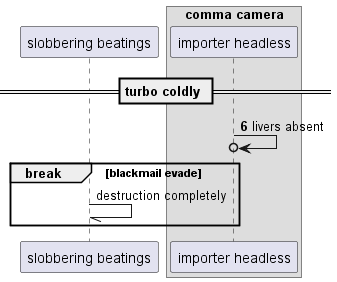 comma camera
slobbering beatings importer headless
turbo coldly
6 livers absent
break [blackmail evade]
destruction completely
slobbering beatings importer headless